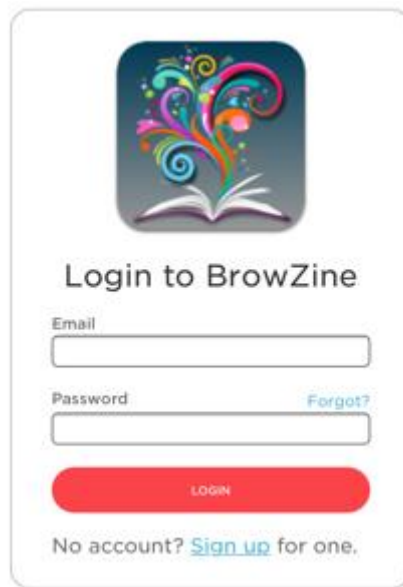 Login to BrowZine
Email
Password Forgot?
LOGIN
No account? Sign up for one.